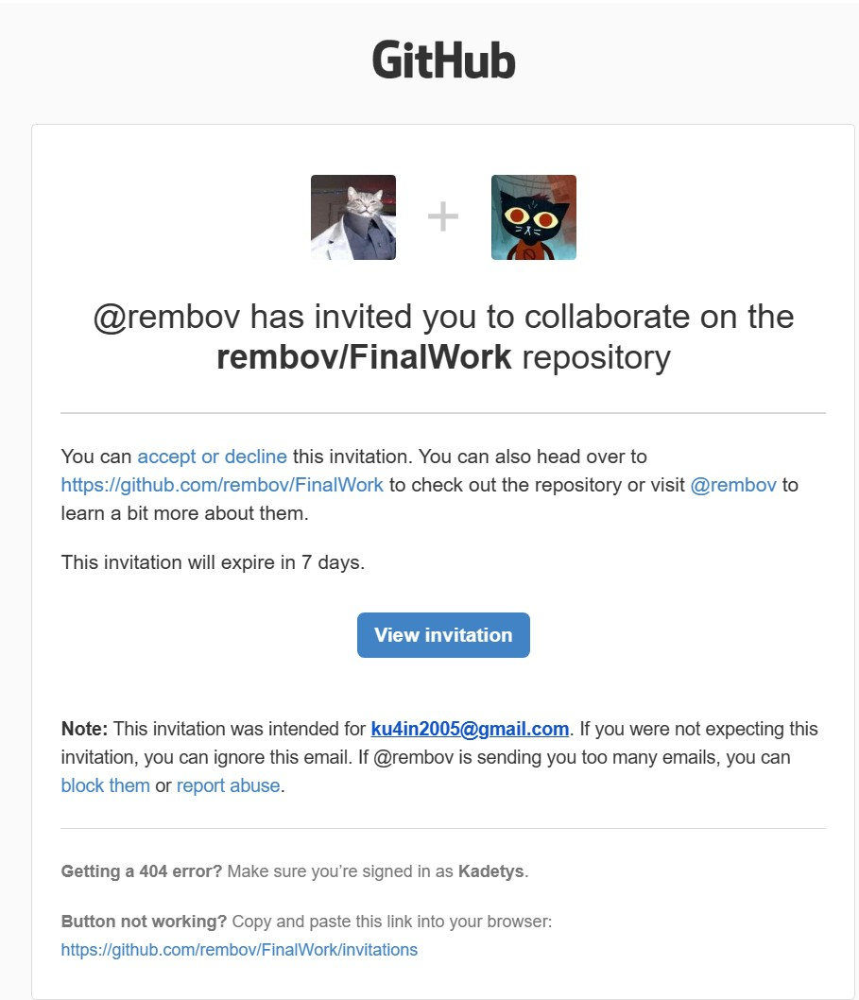 GitHub
@rembov has invited you to collaborate on the
rembov/FinalWork repository
You can accept or decline this invitation. You can also head over to
https://github.com/rembov/FinalWork to check out the repository or visit @rembov to
learn a bit more about them.
This invitation will expire in 7 days.
View invitation
Note: This invitation was intended for ku4in2005@gmail.com. If you were not expecting this
invitation, you can ignore this email. If @rembov is sending you too many emails, you can
block them or report abuse.
Getting a 404 error? Make sure you’re signed in as Kadetys.
Button not working? Copy and paste this link into your browser:
https://github.com/rembov/FinalWork/invitations